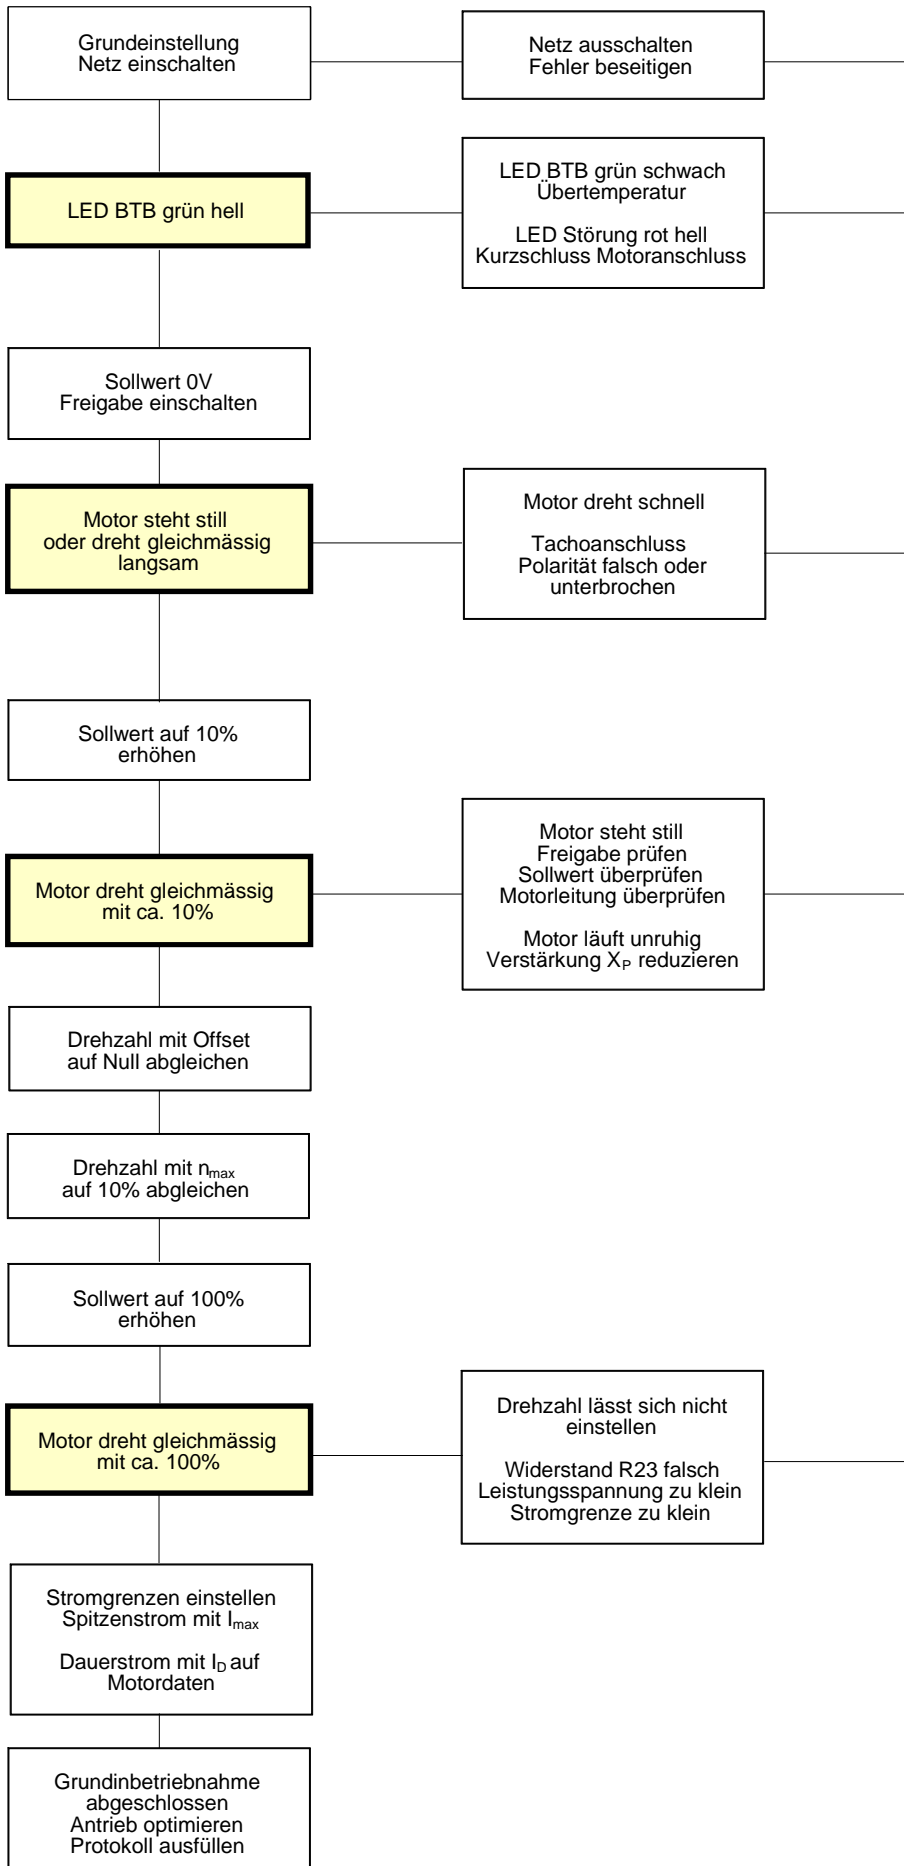 Grundeinstellung
Netz einschalten
Netz ausschalten
Fehler beseitigen
LED BTB grün hell
LED BTB grün schwach
Übertemperatur
LED Störung rot hell
Kurzschluss Motoranschluss
Sollwert 0V
Freigabe einschalten
Motor steht still
oder dreht gleichmässig
langsam
Motor dreht schnell
Tachoanschluss
Polarität falsch oder
unterbrochen
Sollwert auf 10%
erhöhen
Motor dreht gleichmässig
mit ca. 10%
Motor steht still
Freigabe prüfen
Sollwert überprüfen
Motorleitung überprüfen
Motor läuft unruhig
Verstärkung XP reduzieren
Drehzahl mit Offset
auf Null abgleichen
Drehzahl mit nmax
auf 10% abgleichen
Sollwert auf 100%
erhöhen
Motor dreht gleichmässig
mit ca. 100%
Drehzahl lässt sich nicht
einstellen
Widerstand R23 falsch
Leistungsspannung zu klein
Stromgrenze zu klein
Stromgrenzen einstellen
Spitzenstrom mit Imax
Dauerstrom mit ID auf
Motordaten
Grundinbetriebnahme
abgeschlossen
Antrieb optimieren
Protokoll ausfüllen